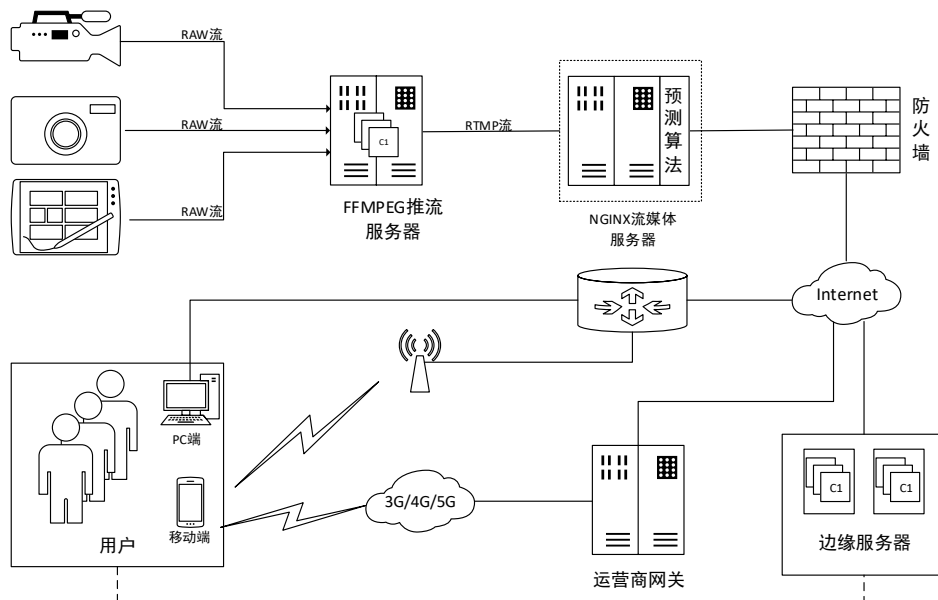 RAW流
RAW流
RAW流
C1
FFMPEG推流
服务器
RTMP流
预测算法
NGINX流媒体
服务器
防火墙
Internet
PC端
移动端
用户
3G/4G/5G
运营商网关
C1
C1
边缘服务器